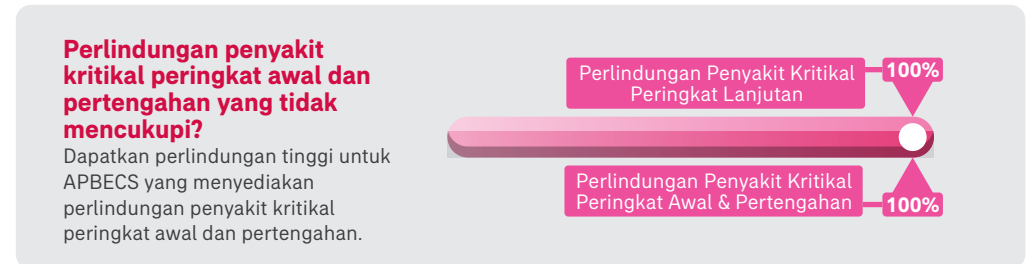 Perlindungan penyakit
kritikal peringkat awal dan
pertengahan yang tidak
mencukupi?
Dapatkan perlindungan tinggi untuk
APBECS yang menyediakan
perlindungan penyakit kritikal
peringkat awal dan pertengahan.
Perlindungan Penyakit Kritikal
Peringkat Lanjutan
100%
Perlindungan Penyakit Kritikal
Peringkat Awal & Pertengahan
100%